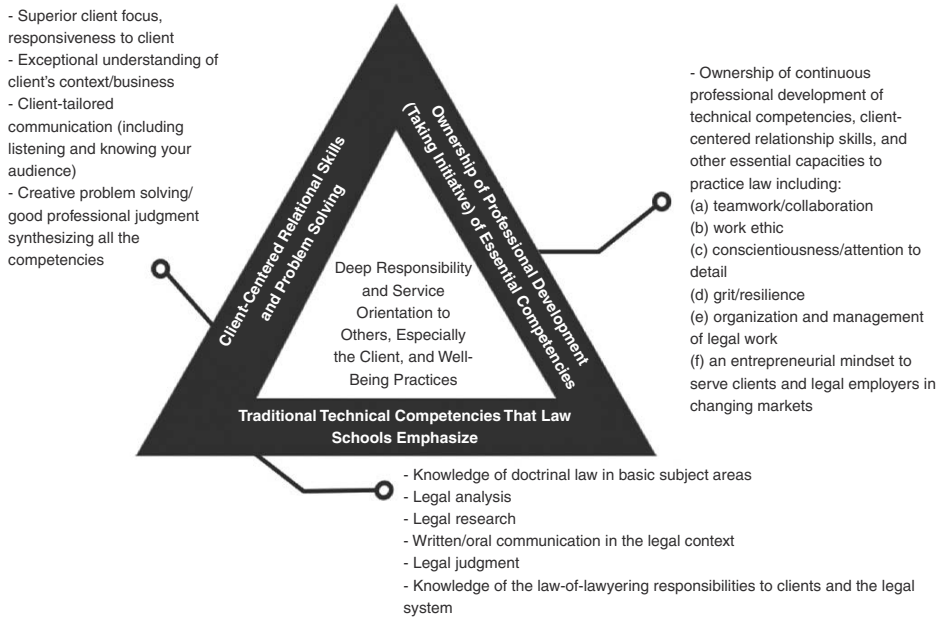 - Superior client focus,
responsiveness to client
- Exceptional understanding of
client's context/business
- Client-tailored
communication (including
listening and knowing your
audience)
- Creative problem solving/
good professional judgment
synthesizing all the
competencies
Client-Centered Relational Skills
and Problem Solving
Ownership of Professional Development
(Taking Initiative) of Essential Competencies
- Ownership of continuous
professional development of
technical competencies, client-
centered relationship skills, and
other essential capacities to
practice law including:
(a) teamwork/collaboration
(b) work ethic
(c) conscientiousness/attention to
detail
(d) grit/resilience
(e) organization and management
of legal work
(f) an entrepreneurial mindset to
serve clients and legal employers in
changing markets
Deep Responsibility
and Service
Orientation to
Others, Especially
the Client, and Well-
Being Practices
Traditional Technical Competencies That Law
Schools Emphasize
- Knowledge of doctrinal law in basic subject areas
- Legal analysis
- Legal research
- Written/oral communication in the legal context
- Legal judgment
- Knowledge of the law-of-lawyering responsibilities to clients and the legal
system